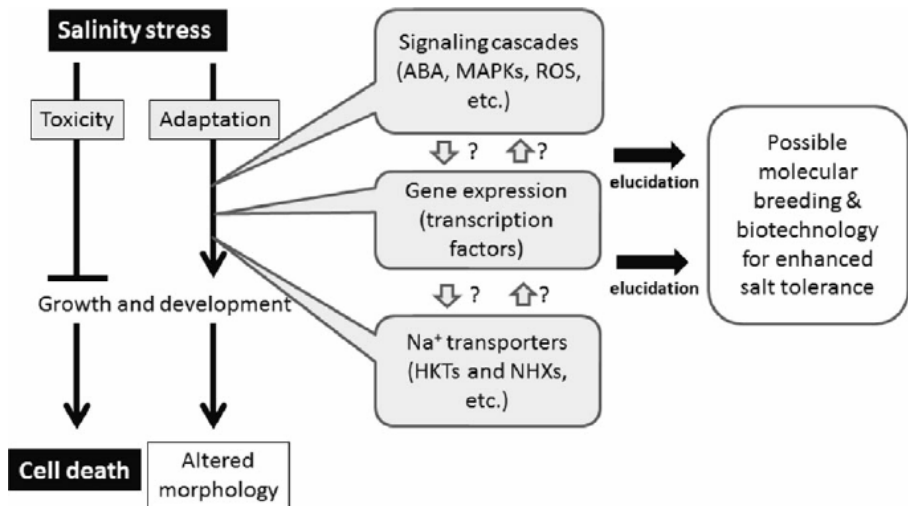 Salinity stress
Toxicity
Adaptation
Growth and development
Cell death
Altered
morphology
Signaling cascades
(ABA, MAPKs, ROS,
etc.)
? ?
Gene expression
(transcription
factors)
? ?
Na⁺ transporters
(HKTs and NHXs,
etc.)
elucidation
elucidation
Possible
molecular
breeding &
biotechnology
for enhanced
salt tolerance